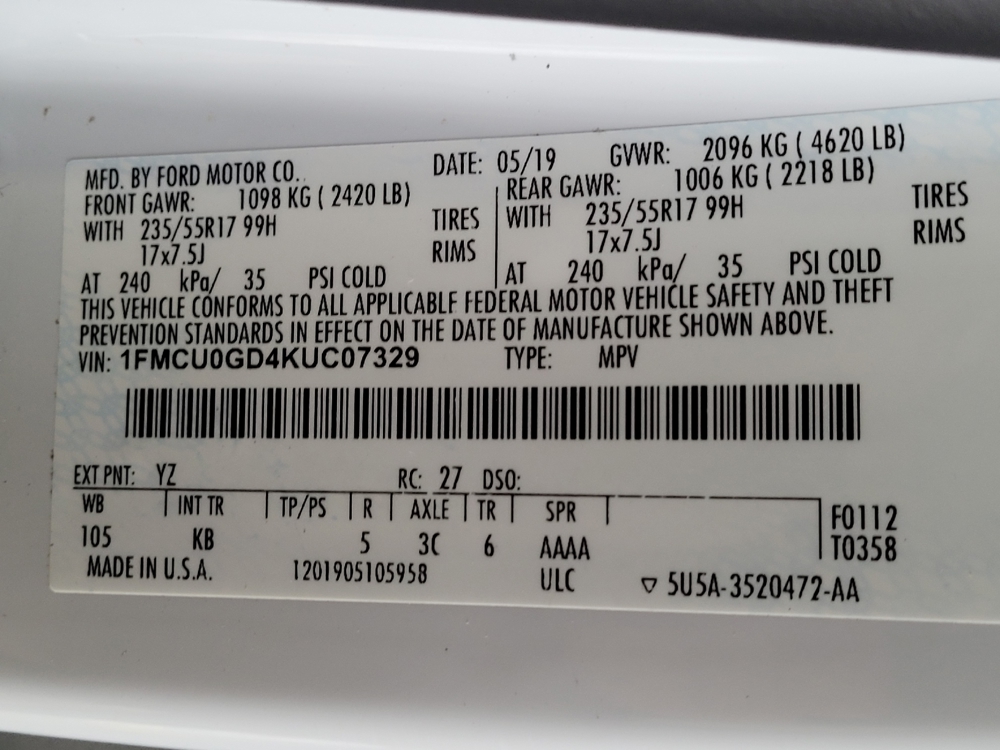 MFD. BY FORD MOTOR CO. DATE: 05/19 GVWR: 2096 KG ( 4620 LB)
FRONT GAWR: 1098 KG ( 2420 LB) REAR GAWR: 1006 KG ( 2218 LB)
WITH 235/55R17 99H TIRES WITH 235/55R17 99H TIRES
17x7.5J RIMS 17x7.5J RIMS
AT 240 kPa/ 35 PSI COLD AT 240 kPa/ 35 PSI COLD
THIS VEHICLE CONFORMS TO ALL APPLICABLE FEDERAL MOTOR VEHICLE SAFETY AND THEFT
PREVENTION STANDARDS IN EFFECT ON THE DATE OF MANUFACTURE SHOWN ABOVE.
VIN: 1FMCU0GD4KUC07329 TYPE: MPV
EXT PNT: YZ RC: 27 DSO:
WB INT TR TP/PS R AXLE TR SPR F0112
105 KB 5 3C 6 AAAA T0358
MADE IN U.S.A. 1201905105958 ULC 5U5A-3520472-AA